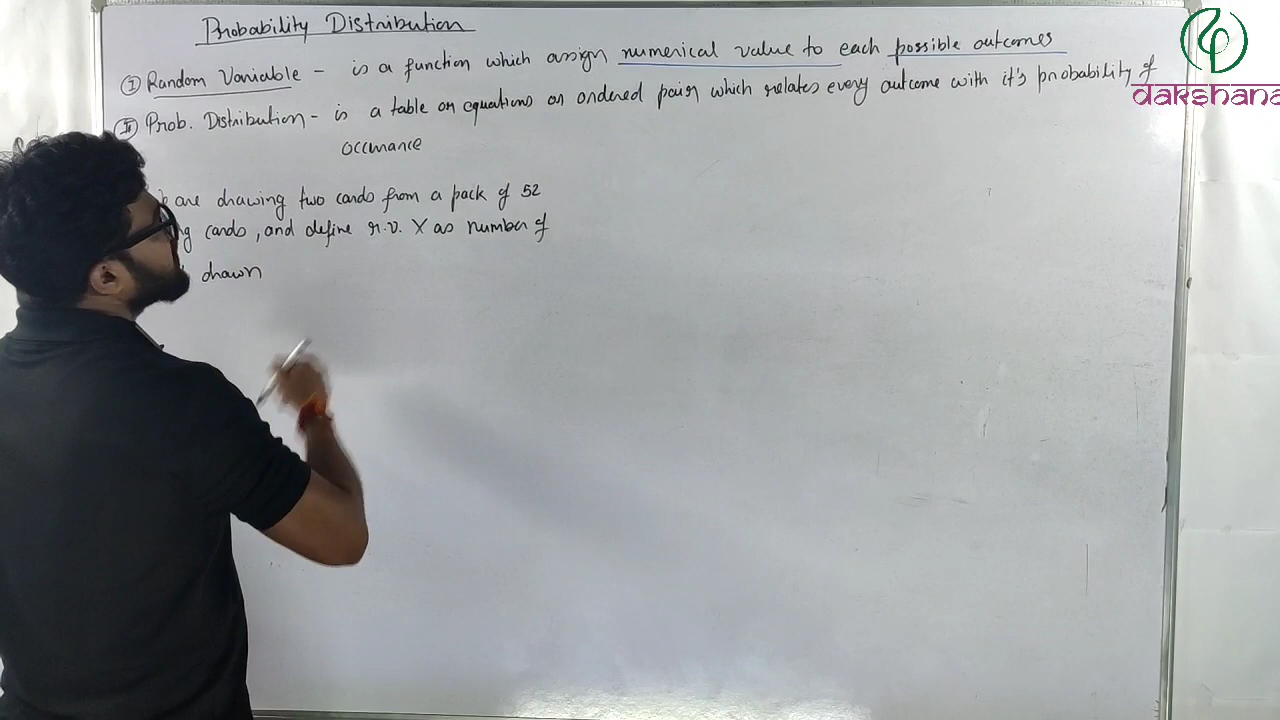 Probability Distribution
I Random Variable - is a function which assign numerical value to each possible outcomes
II Prob. Distribution - is a table or equations or ordered pairs which relates every outcome with it's probability of
occurance
are drawing two cards from a pack of 52
cards, and define r.v. X as number of
drawn
dakshana